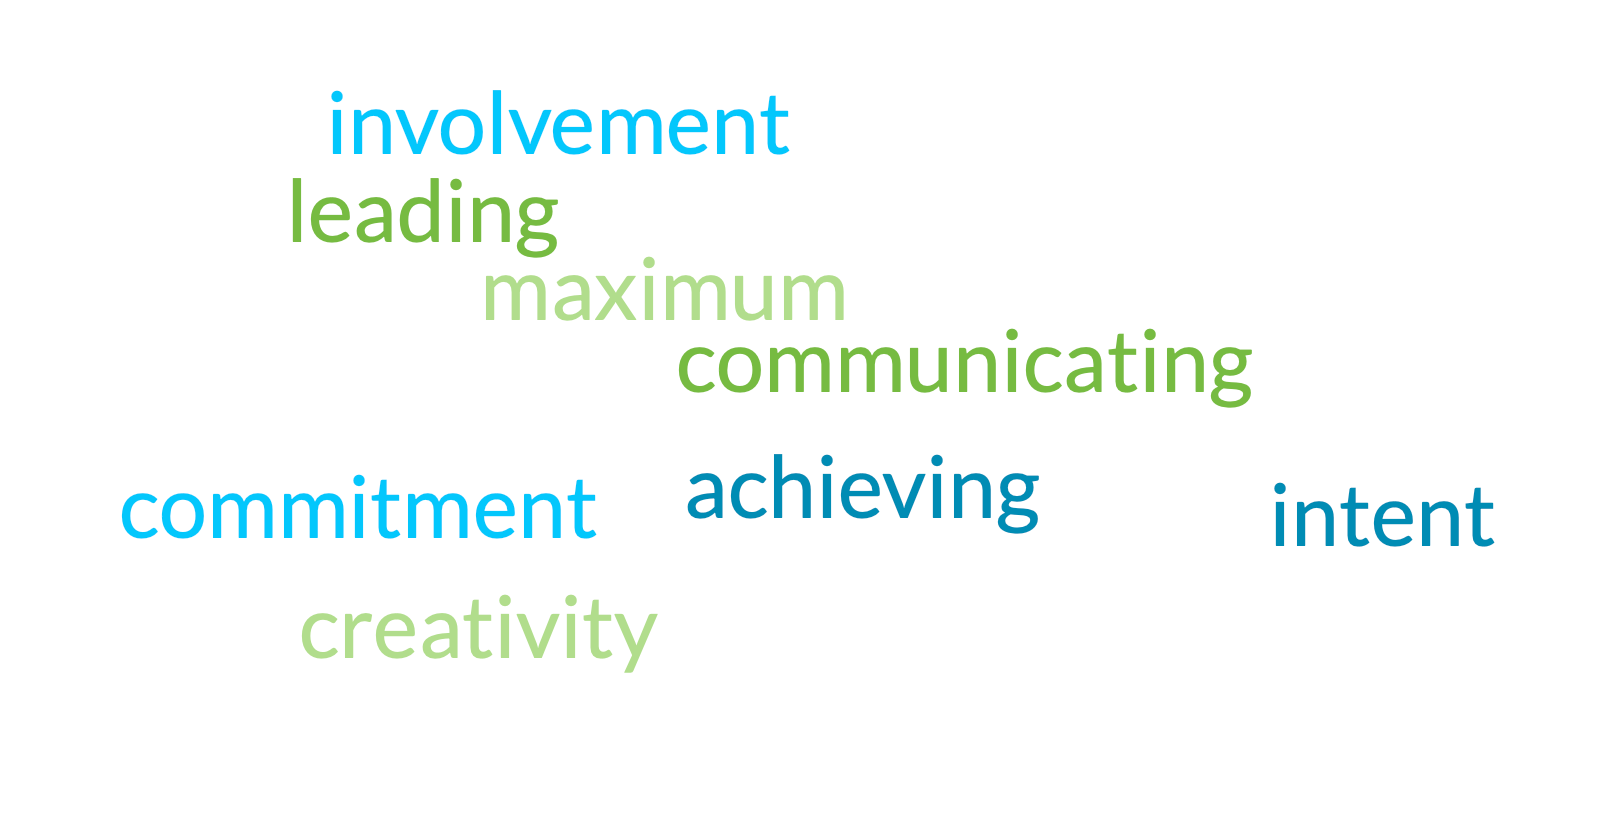 involvement
leading
maximum
communicating
achieving
commitment
intent
creativity